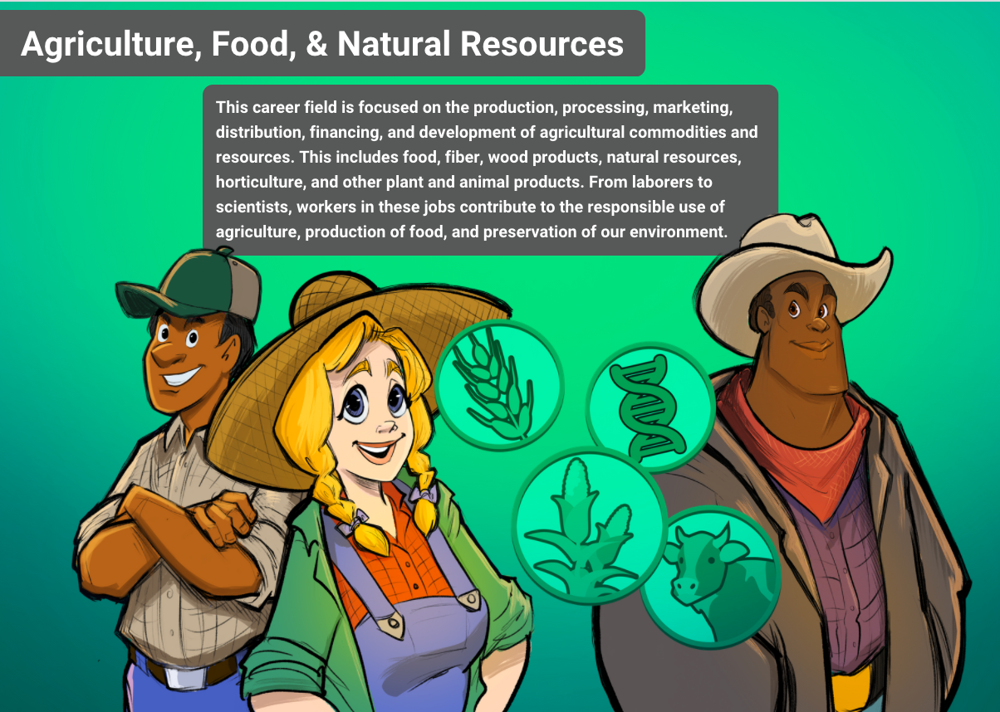 Agriculture, Food, & Natural Resources
This career field is focused on the production, processing, marketing,
distribution, financing, and development of agricultural commodities and
resources. This includes food, fiber, wood products, natural resources,
horticulture, and other plant and animal products. From laborers to
scientists, workers in these jobs contribute to the responsible use of
agriculture, production of food, and preservation of our environment.